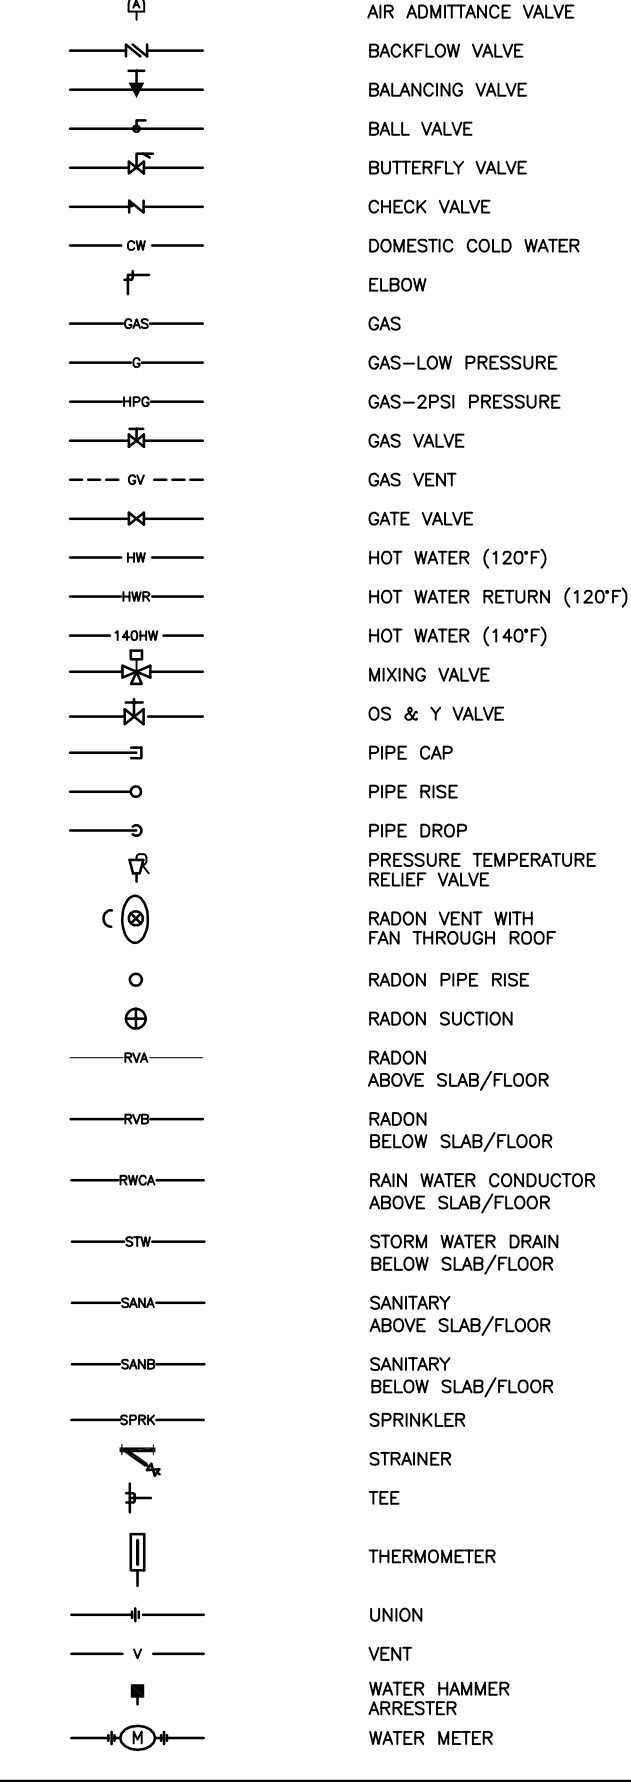 A AIR ADMITTANCE VALVE
BACKFLOW VALVE
BALANCING VALVE
BALL VALVE
BUTTERFLY VALVE
CHECK VALVE
CW DOMESTIC COLD WATER
ELBOW
GAS GAS
G GAS-LOW PRESSURE
HPG GAS-2PSI PRESSURE
GAS VALVE
GV GAS VENT
GATE VALVE
HW HOT WATER (120°F)
HWR HOT WATER RETURN (120°F)
140HW HOT WATER (140°F)
MIXING VALVE
OS & Y VALVE
PIPE CAP
PIPE RISE
PIPE DROP
PRESSURE TEMPERATURE
RELIEF VALVE
RADON VENT WITH
FAN THROUGH ROOF
RADON PIPE RISE
RADON SUCTION
RVA RADON
ABOVE SLAB/FLOOR
RVB RADON
BELOW SLAB/FLOOR
RWCA RAIN WATER CONDUCTOR
ABOVE SLAB/FLOOR
STW STORM WATER DRAIN
BELOW SLAB/FLOOR
SANA SANITARY
ABOVE SLAB/FLOOR
SANB SANITARY
BELOW SLAB/FLOOR
SPRK SPRINKLER
STRAINER
TEE
THERMOMETER
UNION
V VENT
WATER HAMMER
ARRESTER
M WATER METER